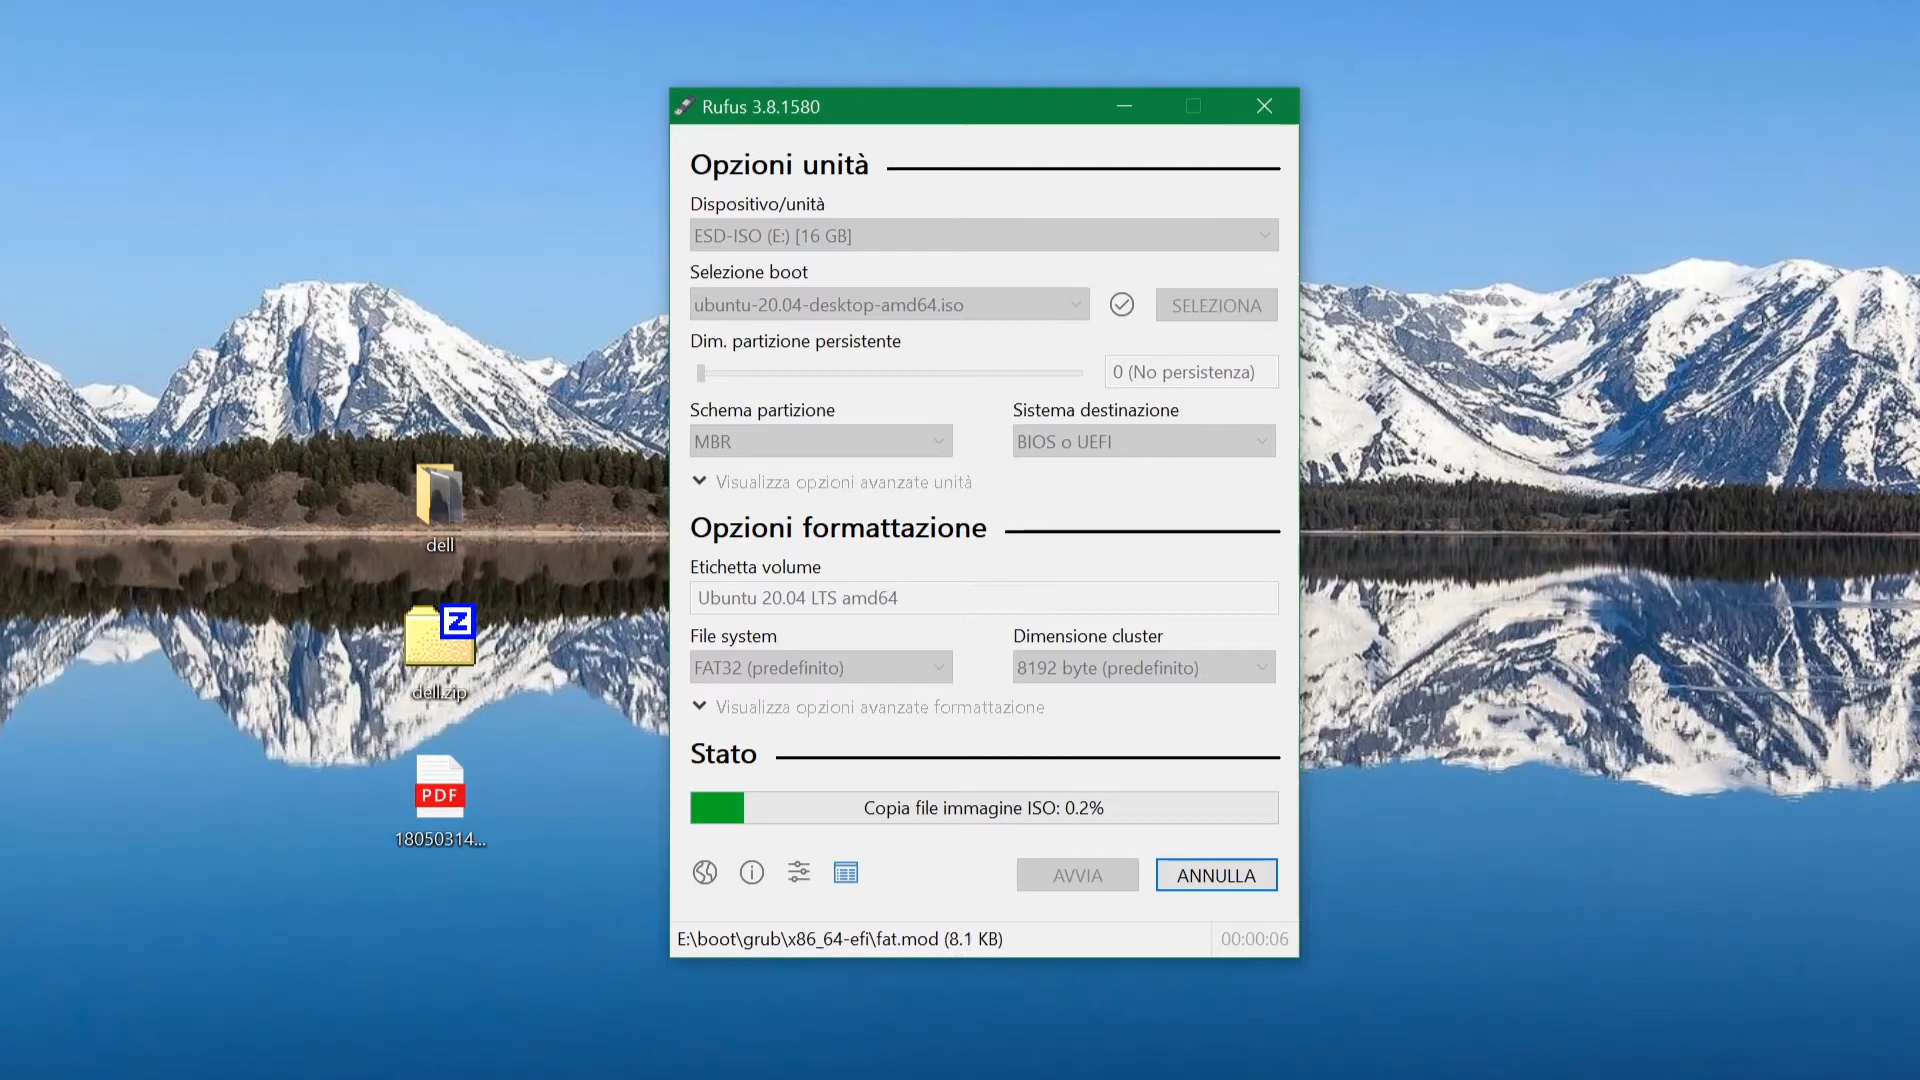 Rufus 3.8.1580
Opzioni unità
Dispositivo/unità
ESD-ISO (E:) [16 GB]
Selezione boot
ubuntu-20.04-desktop-amd64.iso
SELEZIONA
Dim. partizione persistente
0 (No persistenza)
Schema partizione
Sistema destinazione
MBR
BIOS o UEFI
Visualizza opzioni avanzate unità
Opzioni formattazione
Etichetta volume
Ubuntu 20.04 LTS amd64
File system
Dimensione cluster
FAT32 (predefinito)
8192 byte (predefinito)
Visualizza opzioni avanzate formattazione
Stato
Copia file immagine ISO: 0.2%
AVVIA
ANNULLA
E:\boot\grub\x86_64-efi\fat.mod (8.1 KB)
00:00:06
dell
Z
dell.zip
PDF
18050314...